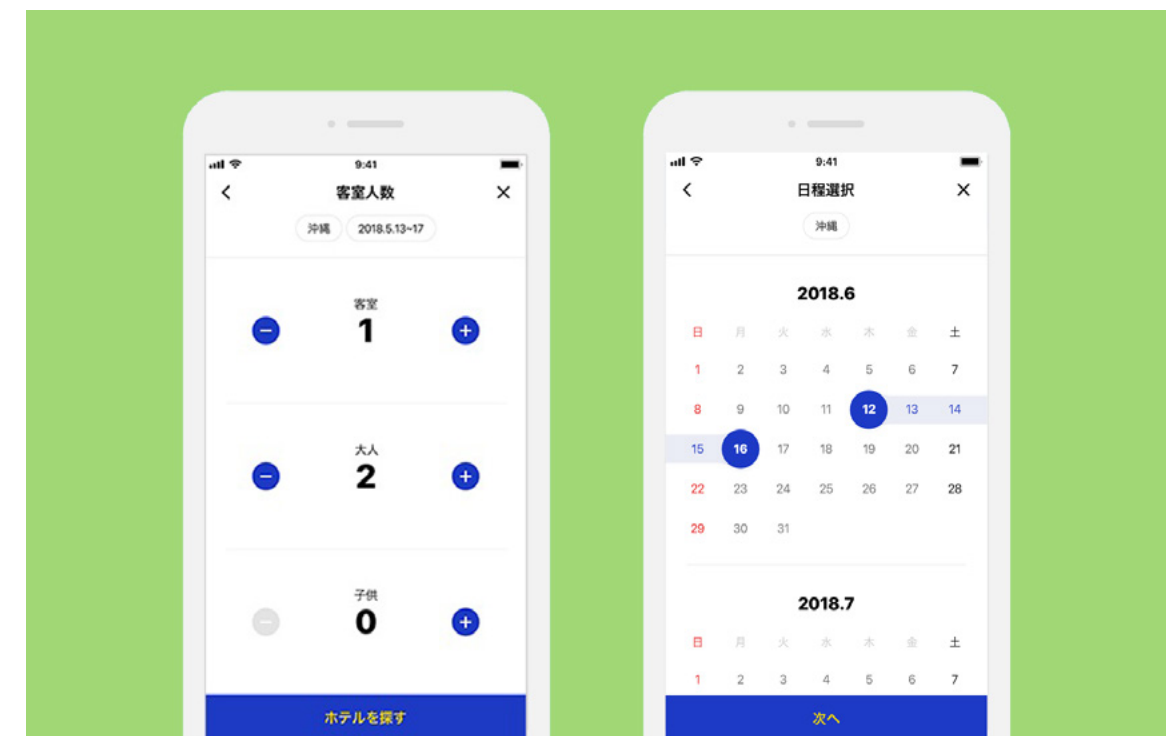 9:41
客室人数
沖縄 2018.5.13~17
客室
1
大人
2
子供
0
ホテルを探す
9:41
日程選択
沖縄
2018.6
日 月 火 水 木 金 土
1 2 3 4 5 6 7
8 9 10 11 12 13 14
15 16 17 18 19 20 21
22 23 24 25 26 27 28
29 30 31
2018.7
日 月 火 水 木 金 土
1 2 3 4 5 6 7
次へ